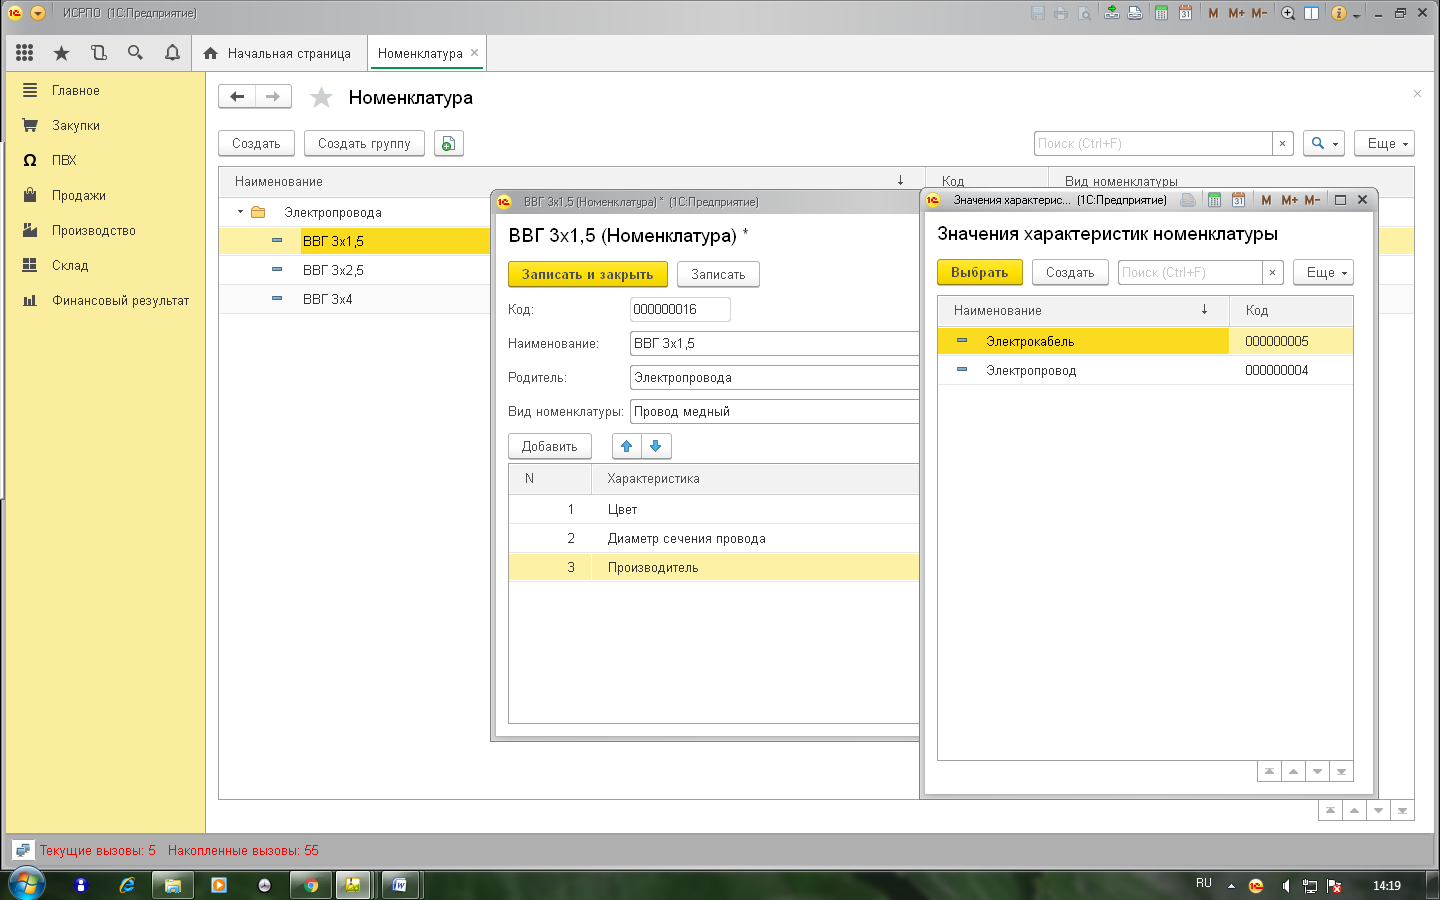 ИСРПО (1С:Предприятие)
M M+ M-
Начальная страница
Номенклатура
Главное
Закупки
ПВХ
Продажи
Производство
Склад
Финансовый результат
Номенклатура
Создать
Создать группу
Поиск (Ctrl+F)
Еще
Наименование
Код
Вид номенклатуры
Электропровода
ВВГ 3х1,5
ВВГ 3х2,5
ВВГ 3х4
ВВГ 3х1,5 (Номенклатура) * (1С:Предприятие)
ВВГ 3х1,5 (Номенклатура) *
Записать и закрыть
Записать
Код: 000000016
Наименование: ВВГ 3х1,5
Родитель: Электропровода
Вид номенклатуры: Провод медный
Добавить
N Характеристика
1 Цвет
2 Диаметр сечения провода
3 Производитель
Значения характерис... (1С:Предприятие)
M M+ M-
Значения характеристик номенклатуры
Выбрать
Создать
Поиск (Ctrl+F)
Еще
Наименование Код
Электрокабель 000000005
Электропровод 000000004
Текущие вызовы: 5 Накопленные вызовы: 55
RU
14:19